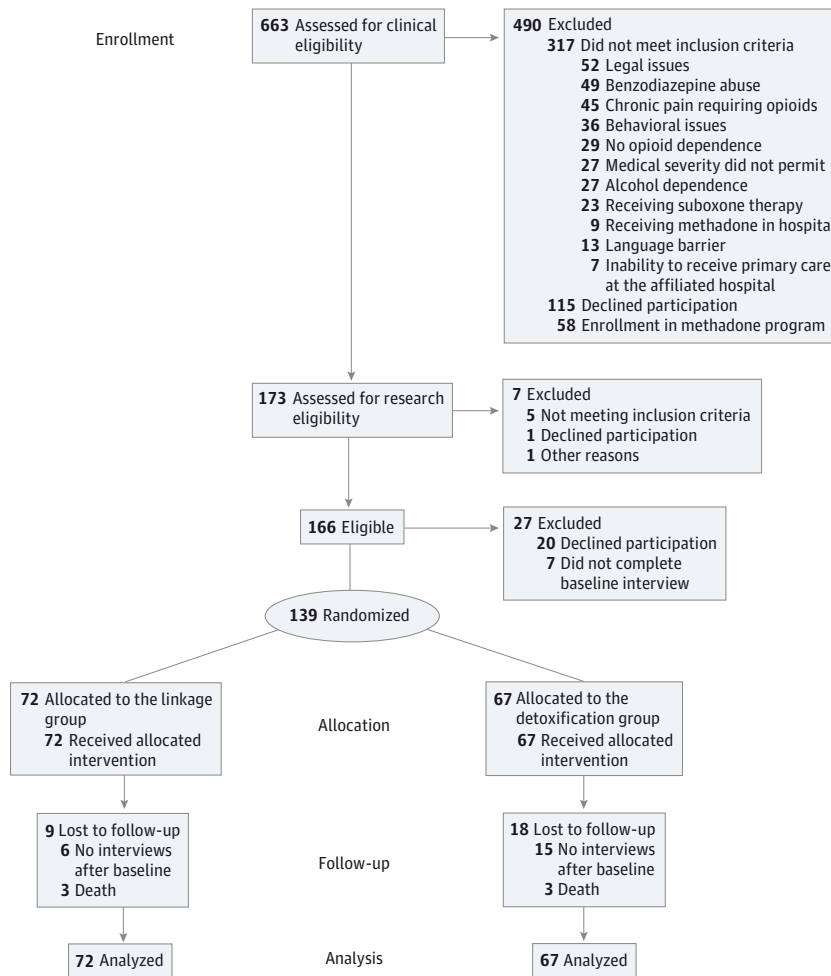 Enrollment
663 Assessed for clinical
eligibility
490 Excluded
317 Did not meet inclusion criteria
52 Legal issues
49 Benzodiazepine abuse
45 Chronic pain requiring opioids
36 Behavioral issues
29 No opioid dependence
27 Medical severity did not permit
27 Alcohol dependence
23 Receiving suboxone therapy
9 Receiving methadone in hospita
13 Language barrier
7 Inability to receive primary care
at the affiliated hospital
115 Declined participation
58 Enrollment in methadone program
173 Assessed for research
eligibility
7 Excluded
5 Not meeting inclusion criteria
1 Declined participation
1 Other reasons
166 Eligible
27 Excluded
20 Declined participation
7 Did not complete
baseline interview
139 Randomized
72 Allocated to the linkage
group
72 Received allocated
intervention
Allocation
67 Allocated to the
detoxification group
67 Received allocated
intervention
9 Lost to follow-up
6 No interviews
after baseline
3 Death
Follow-up
18 Lost to follow-up
15 No interviews
after baseline
3 Death
72 Analyzed
Analysis
67 Analyzed